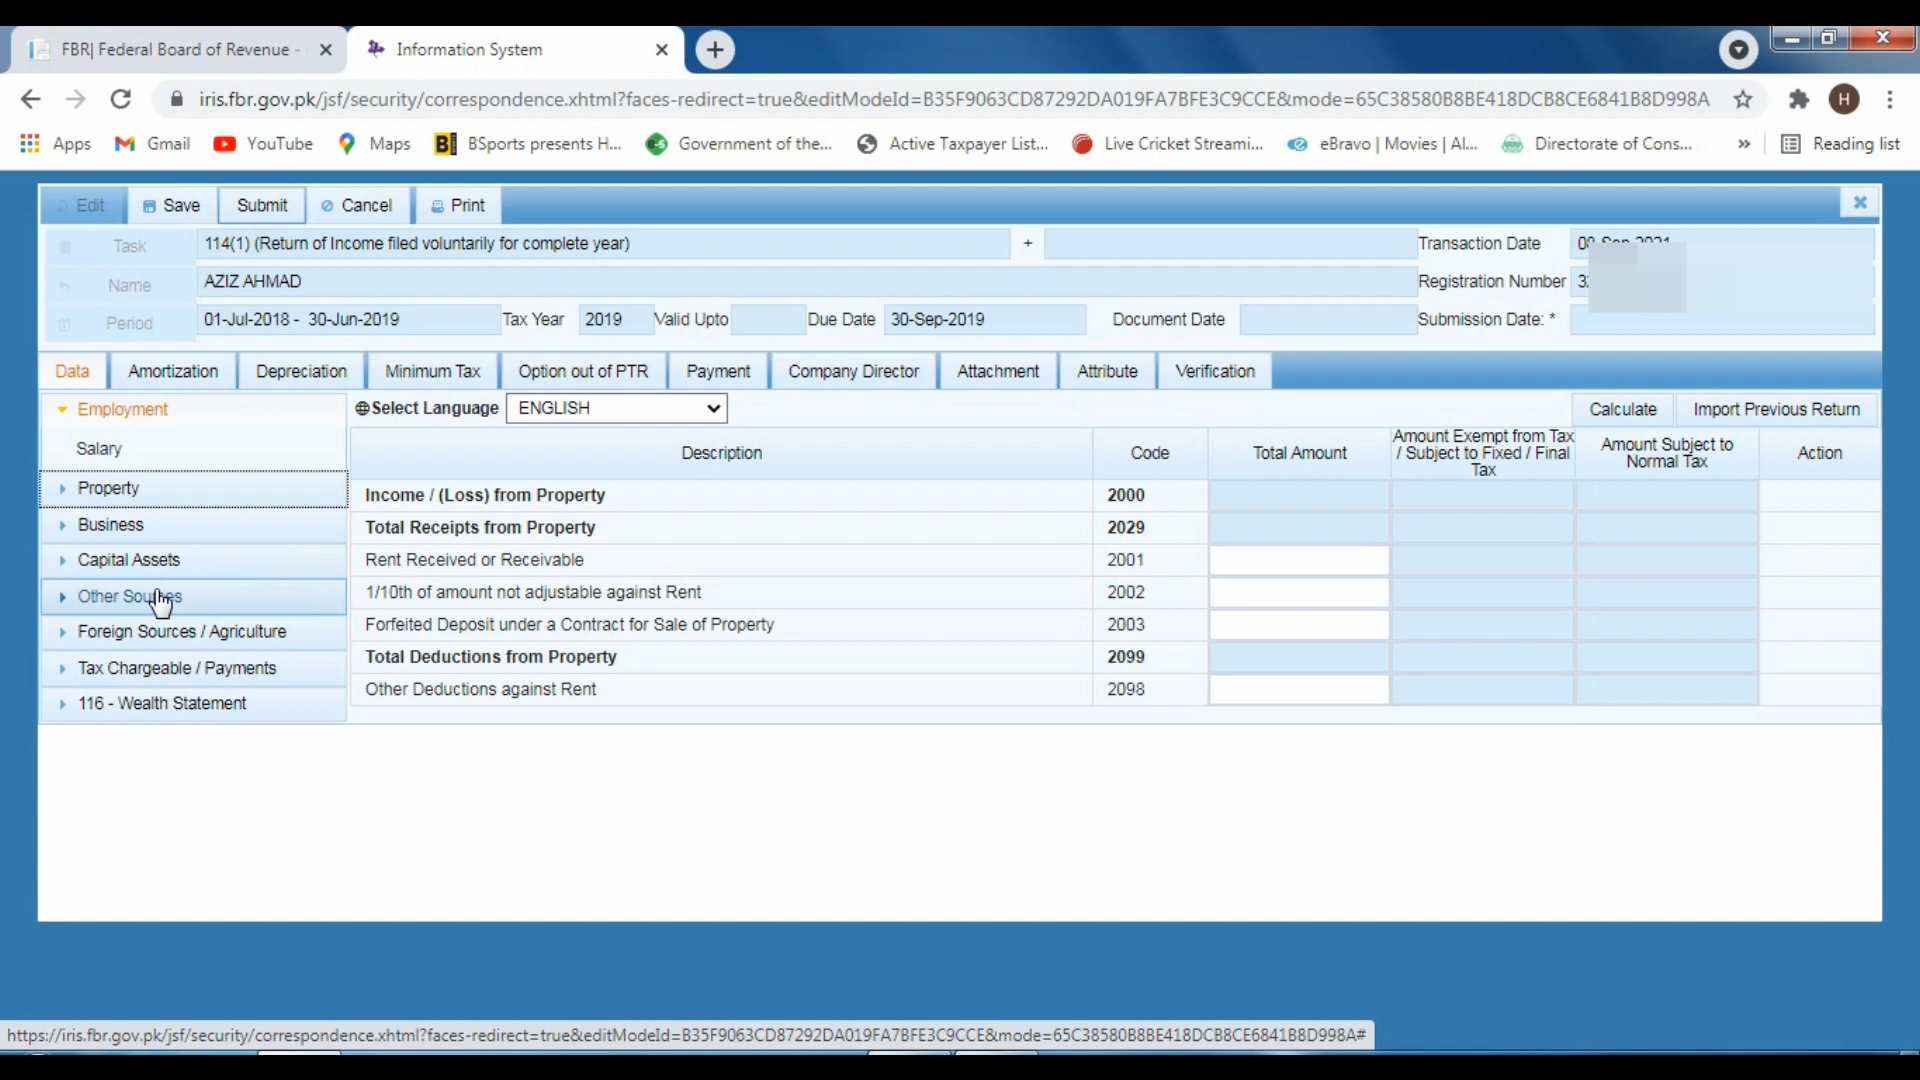 FBR| Federal Board of Revenue -
Information System
iris.fbr.gov.pk/jsf/security/correspondence.xhtml?faces-redirect=true&editModeId=B35F9063CD87292DA019FA7BFE3C9CCE&mode=65C38580B8BE418DCB8CE6841B8D998A
H
Apps
Gmail
YouTube
Maps
BSports presents H...
Government of the...
Active Taxpayer List...
Live Cricket Streami...
eBravo | Movies | Al...
Directorate of Cons...
»
Reading list
Edit
Save
Submit
Cancel
Print
Task
114(1) (Return of Income filed voluntarily for complete year)
+
Transaction Date
Name
AZIZ AHMAD
Registration Number
Period
01-Jul-2018 - 30-Jun-2019
Tax Year
2019
Valid Upto
Due Date
30-Sep-2019
Document Date
Submission Date: *
Data
Amortization
Depreciation
Minimum Tax
Option out of PTR
Payment
Company Director
Attachment
Attribute
Verification
Employment
Salary
Property
Business
Capital Assets
Other Sources
Foreign Sources / Agriculture
Tax Chargeable / Payments
116 - Wealth Statement
Select Language
ENGLISH
Calculate
Import Previous Return
Description
Code
Total Amount
Amount Exempt from Tax
/ Subject to Fixed / Final
Tax
Amount Subject to
Normal Tax
Action
Income / (Loss) from Property 2000
Total Receipts from Property 2029
Rent Received or Receivable 2001
1/10th of amount not adjustable against Rent 2002
Forfeited Deposit under a Contract for Sale of Property 2003
Total Deductions from Property 2099
Other Deductions against Rent 2098
https://iris.fbr.gov.pk/jsf/security/correspondence.xhtml?faces-redirect=true&editModeId=B35F9063CD87292DA019FA7BFE3C9CCE&mode=65C38580B8BE418DCB8CE6841B8D998A#